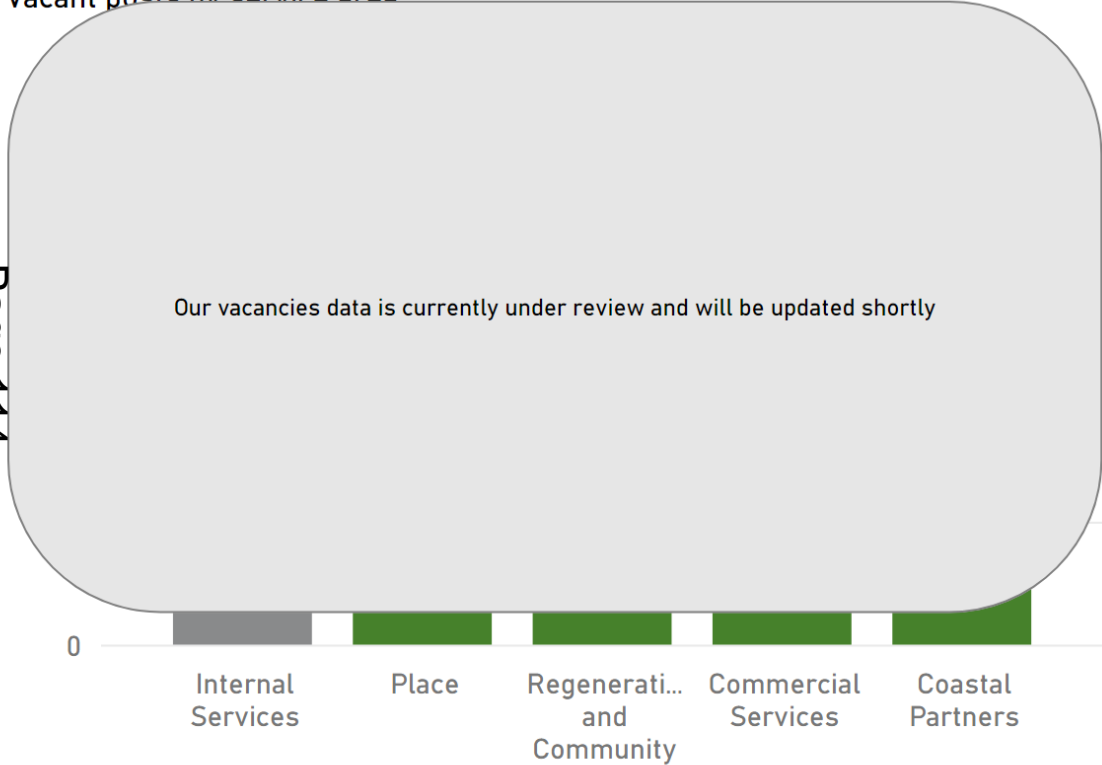 Vacant
Our vacancies data is currently under review and will be updated shortly
0
Internal
Services
Place
Regenerati...
and
Community
Commercial
Services
Coastal
Partners